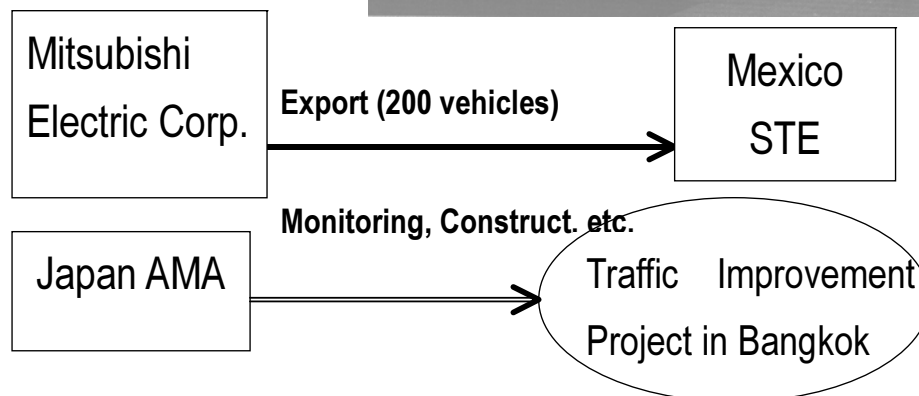 Mitsubishi
Electric Corp.
Export (200 vehicles)
Mexico
STE
Monitoring, Construct. etc.
Japan AMA
Traffic Improvement
Project in Bangkok